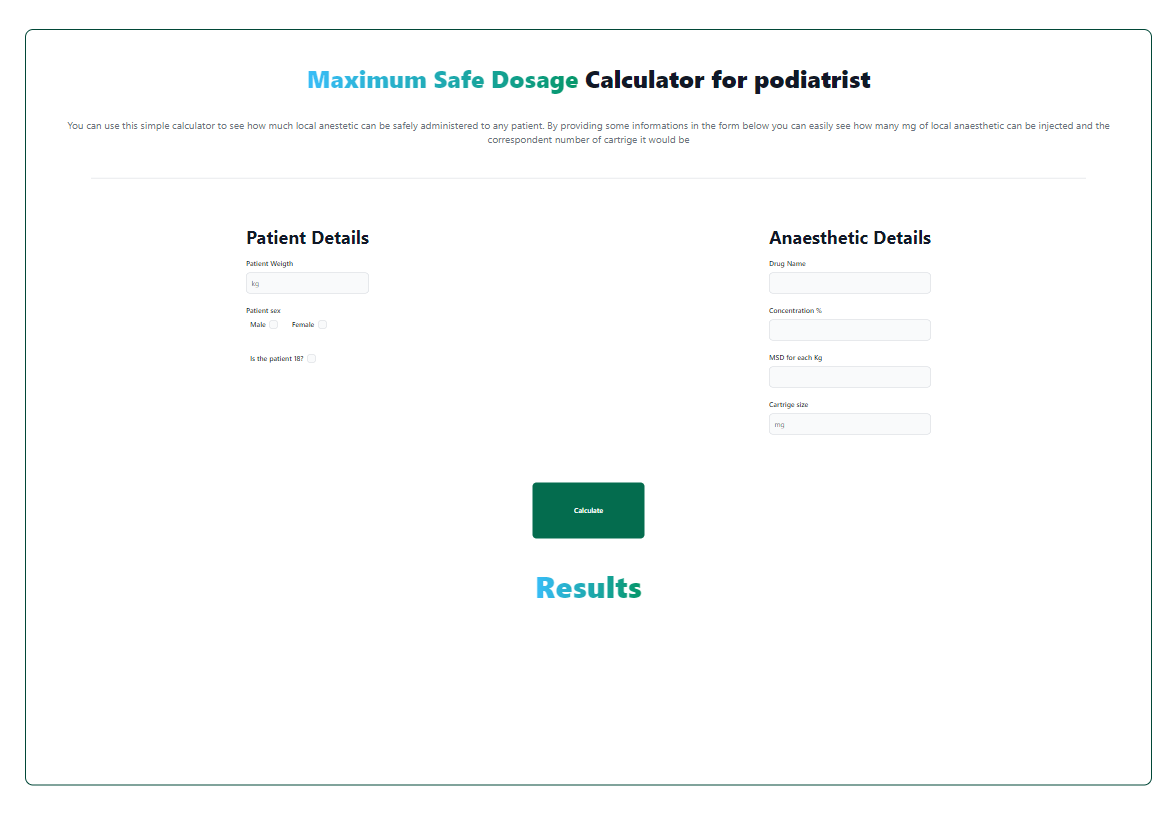 Maximum Safe Dosage Calculator for podiatrist
You can use this simple calculator to see how much local anestetic can be safely administered to any patient. By providing some informations in the form below you can easily see how many mg of local anaesthetic can be injected and the
correspondent number of cartrige it would be
Patient Details
Patient Weigth
kg
Patient sex
Male Female
Is the patient 18?
Anaesthetic Details
Drug Name
Concentration %
MSD for each Kg
Cartrige size
mg
Calculate
Results